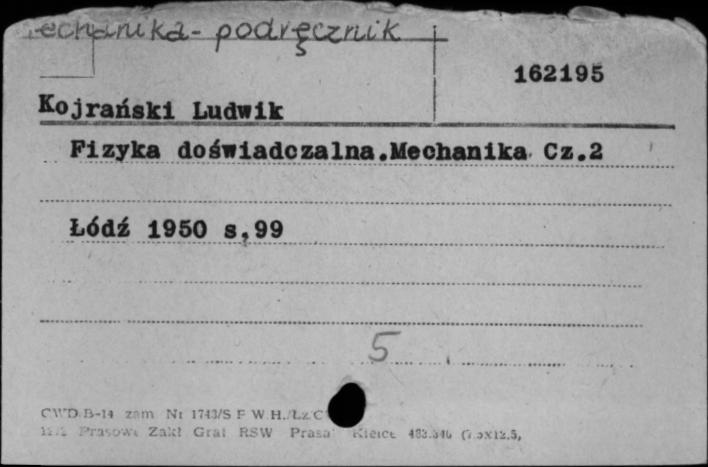 Mechanika - podręcznik
162195
Kojrański Ludwik
Fizyka doświadczalna.Mechanika Cz.2
Łódź 1950 s.99
5
CWD/B-14 zam Nr 1743/S F W H./Łz C
Prasowe Zakł Graf RSW Prasa Kielce